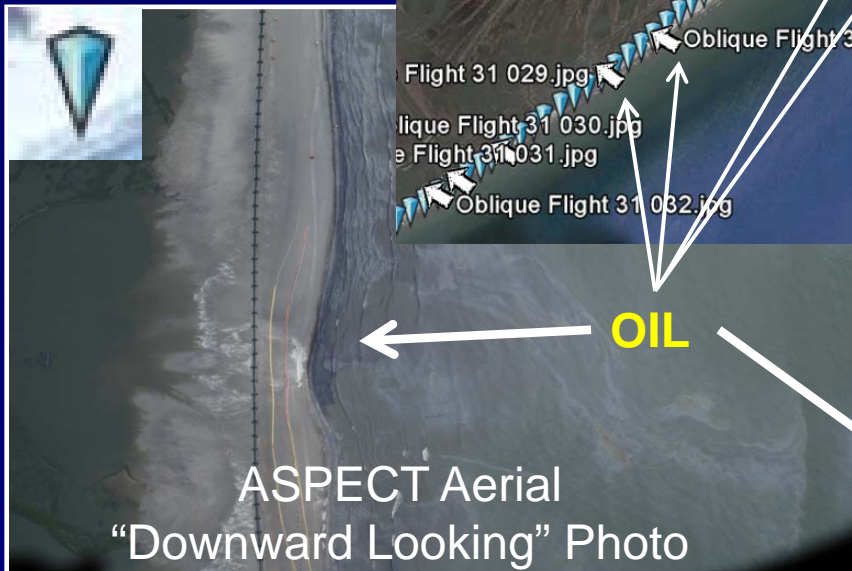 Oblique Flight 3
Flight 31 029.jpg
lique Flight 31 030.jpg
e Flight 31 031.jpg
Oblique Flight 31 032.jpg
OIL
ASPECT Aerial
“Downward Looking” Photo